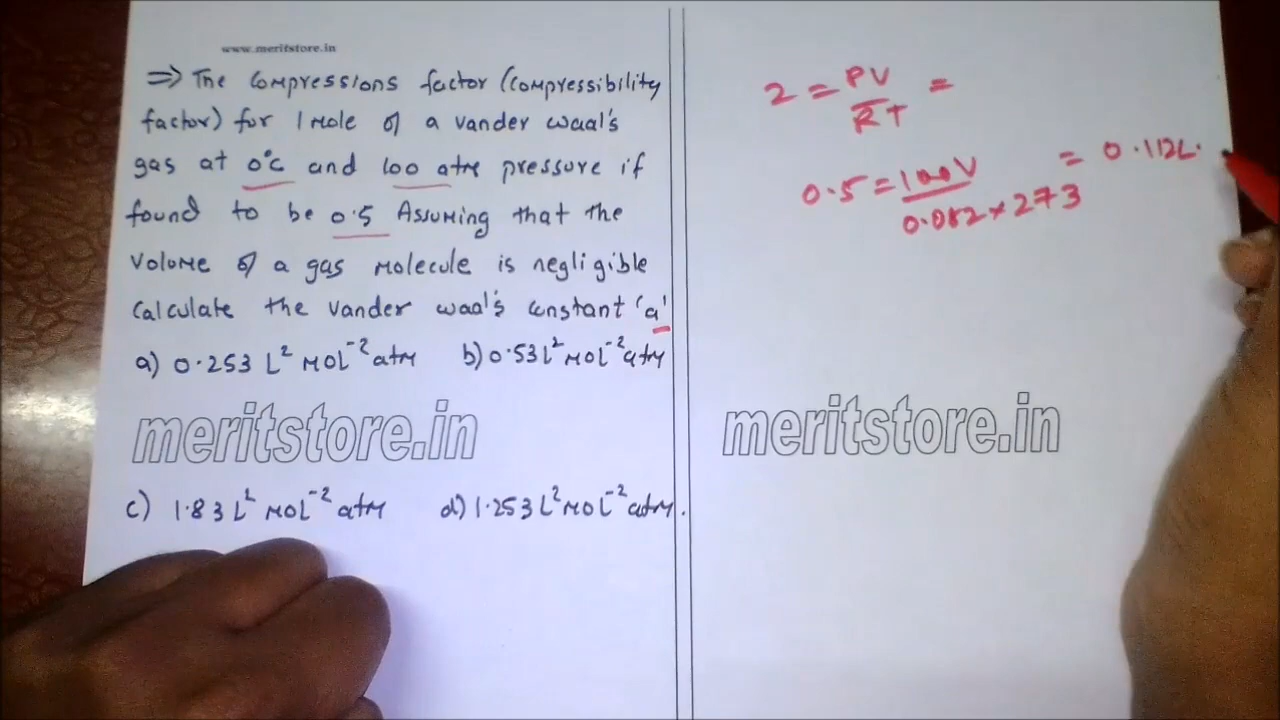 www.meritstore.in
⇒ The compressions factor (compressibility
factor) for 1 mole of a vander waal's
gas at 0°c and 100 atm pressure if
found to be 0.5 Assuming that the
volume of a gas molecule is negligible
calculate the vander waal's constant 'a'
a) 0.253 L² MOL⁻² atm b) 0.53 L² MOL⁻² atm
meritstore.in
c) 1.83 L² MOL⁻² atm d) 1.253 L² MOL⁻² atm.
Z = PV/RT =
0.5 = 100V/0.082×273 = 0.112L.
meritstore.in